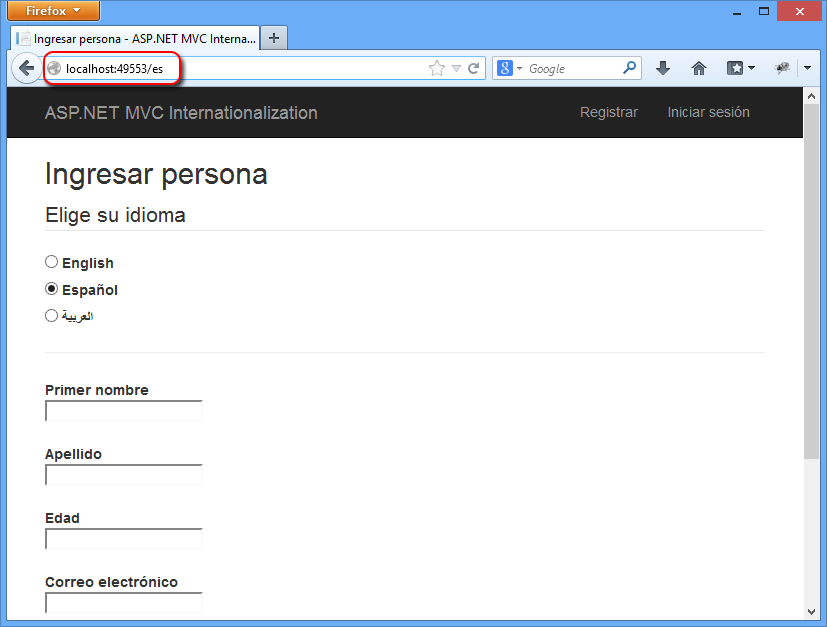 Firefox
Ingresar persona - ASP.NET MVC Interna...
localhost:49553/es
Google
ASP.NET MVC Internationalization
Registrar
Iniciar sesión
Ingresar persona
Elige su idioma
English
Español
العربية
Primer nombre
Apellido
Edad
Correo electrónico